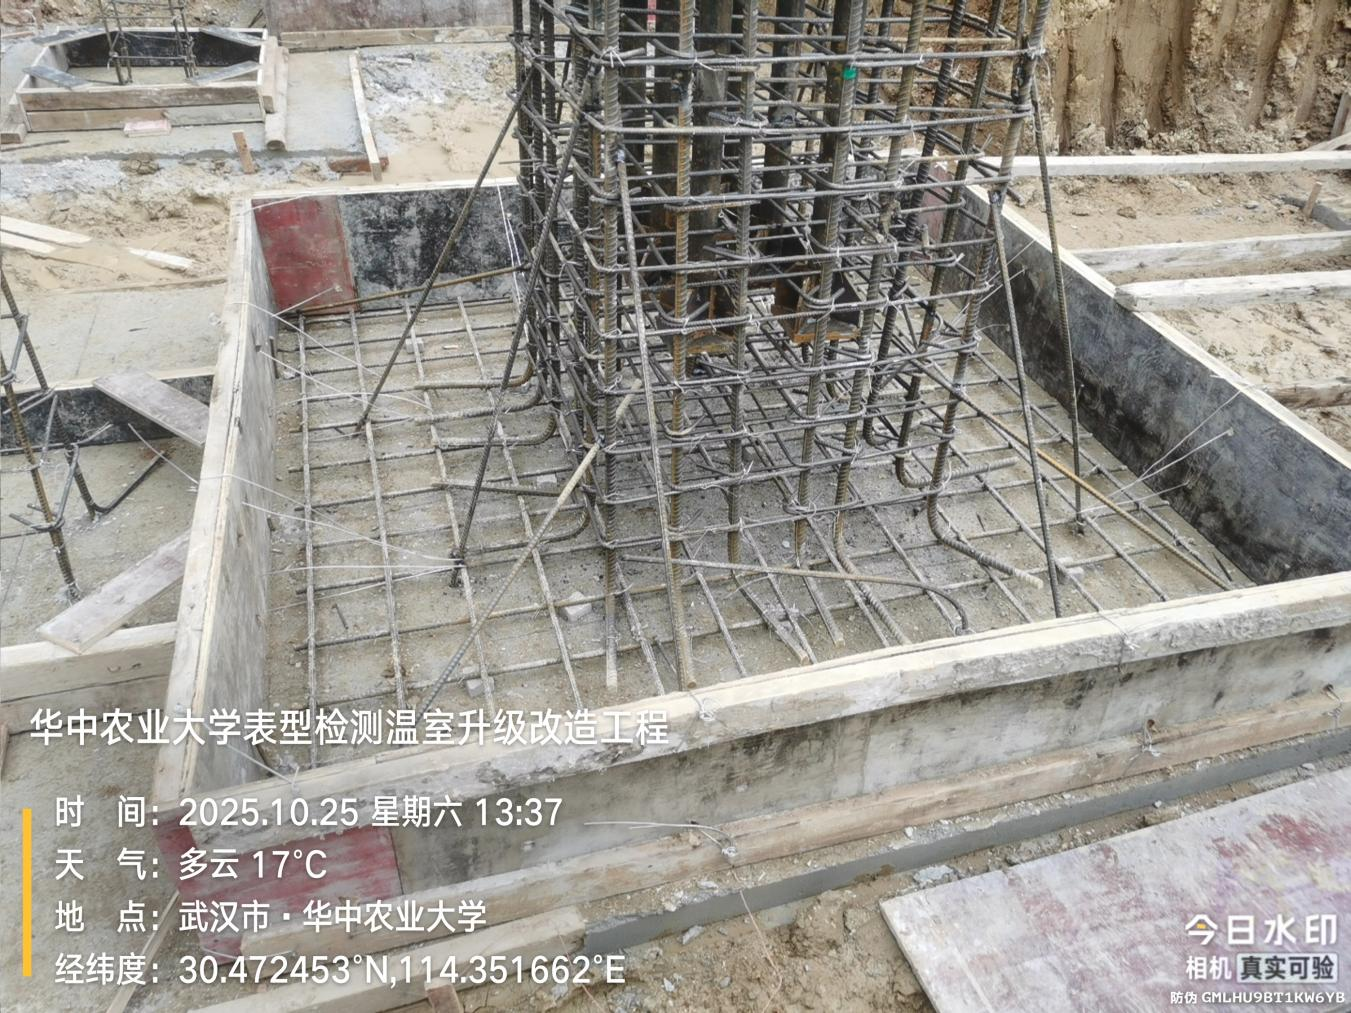 华中农业大学表型检测温室升级改造工程
时 间：2025.10.25 星期六 13:37
天 气：多云 17°C
地 点：武汉市·华中农业大学
经纬度：30.472453°N,114.351662°E
今日水印
相机 真实可验
防伪 GMLHU9BT1KW6YB